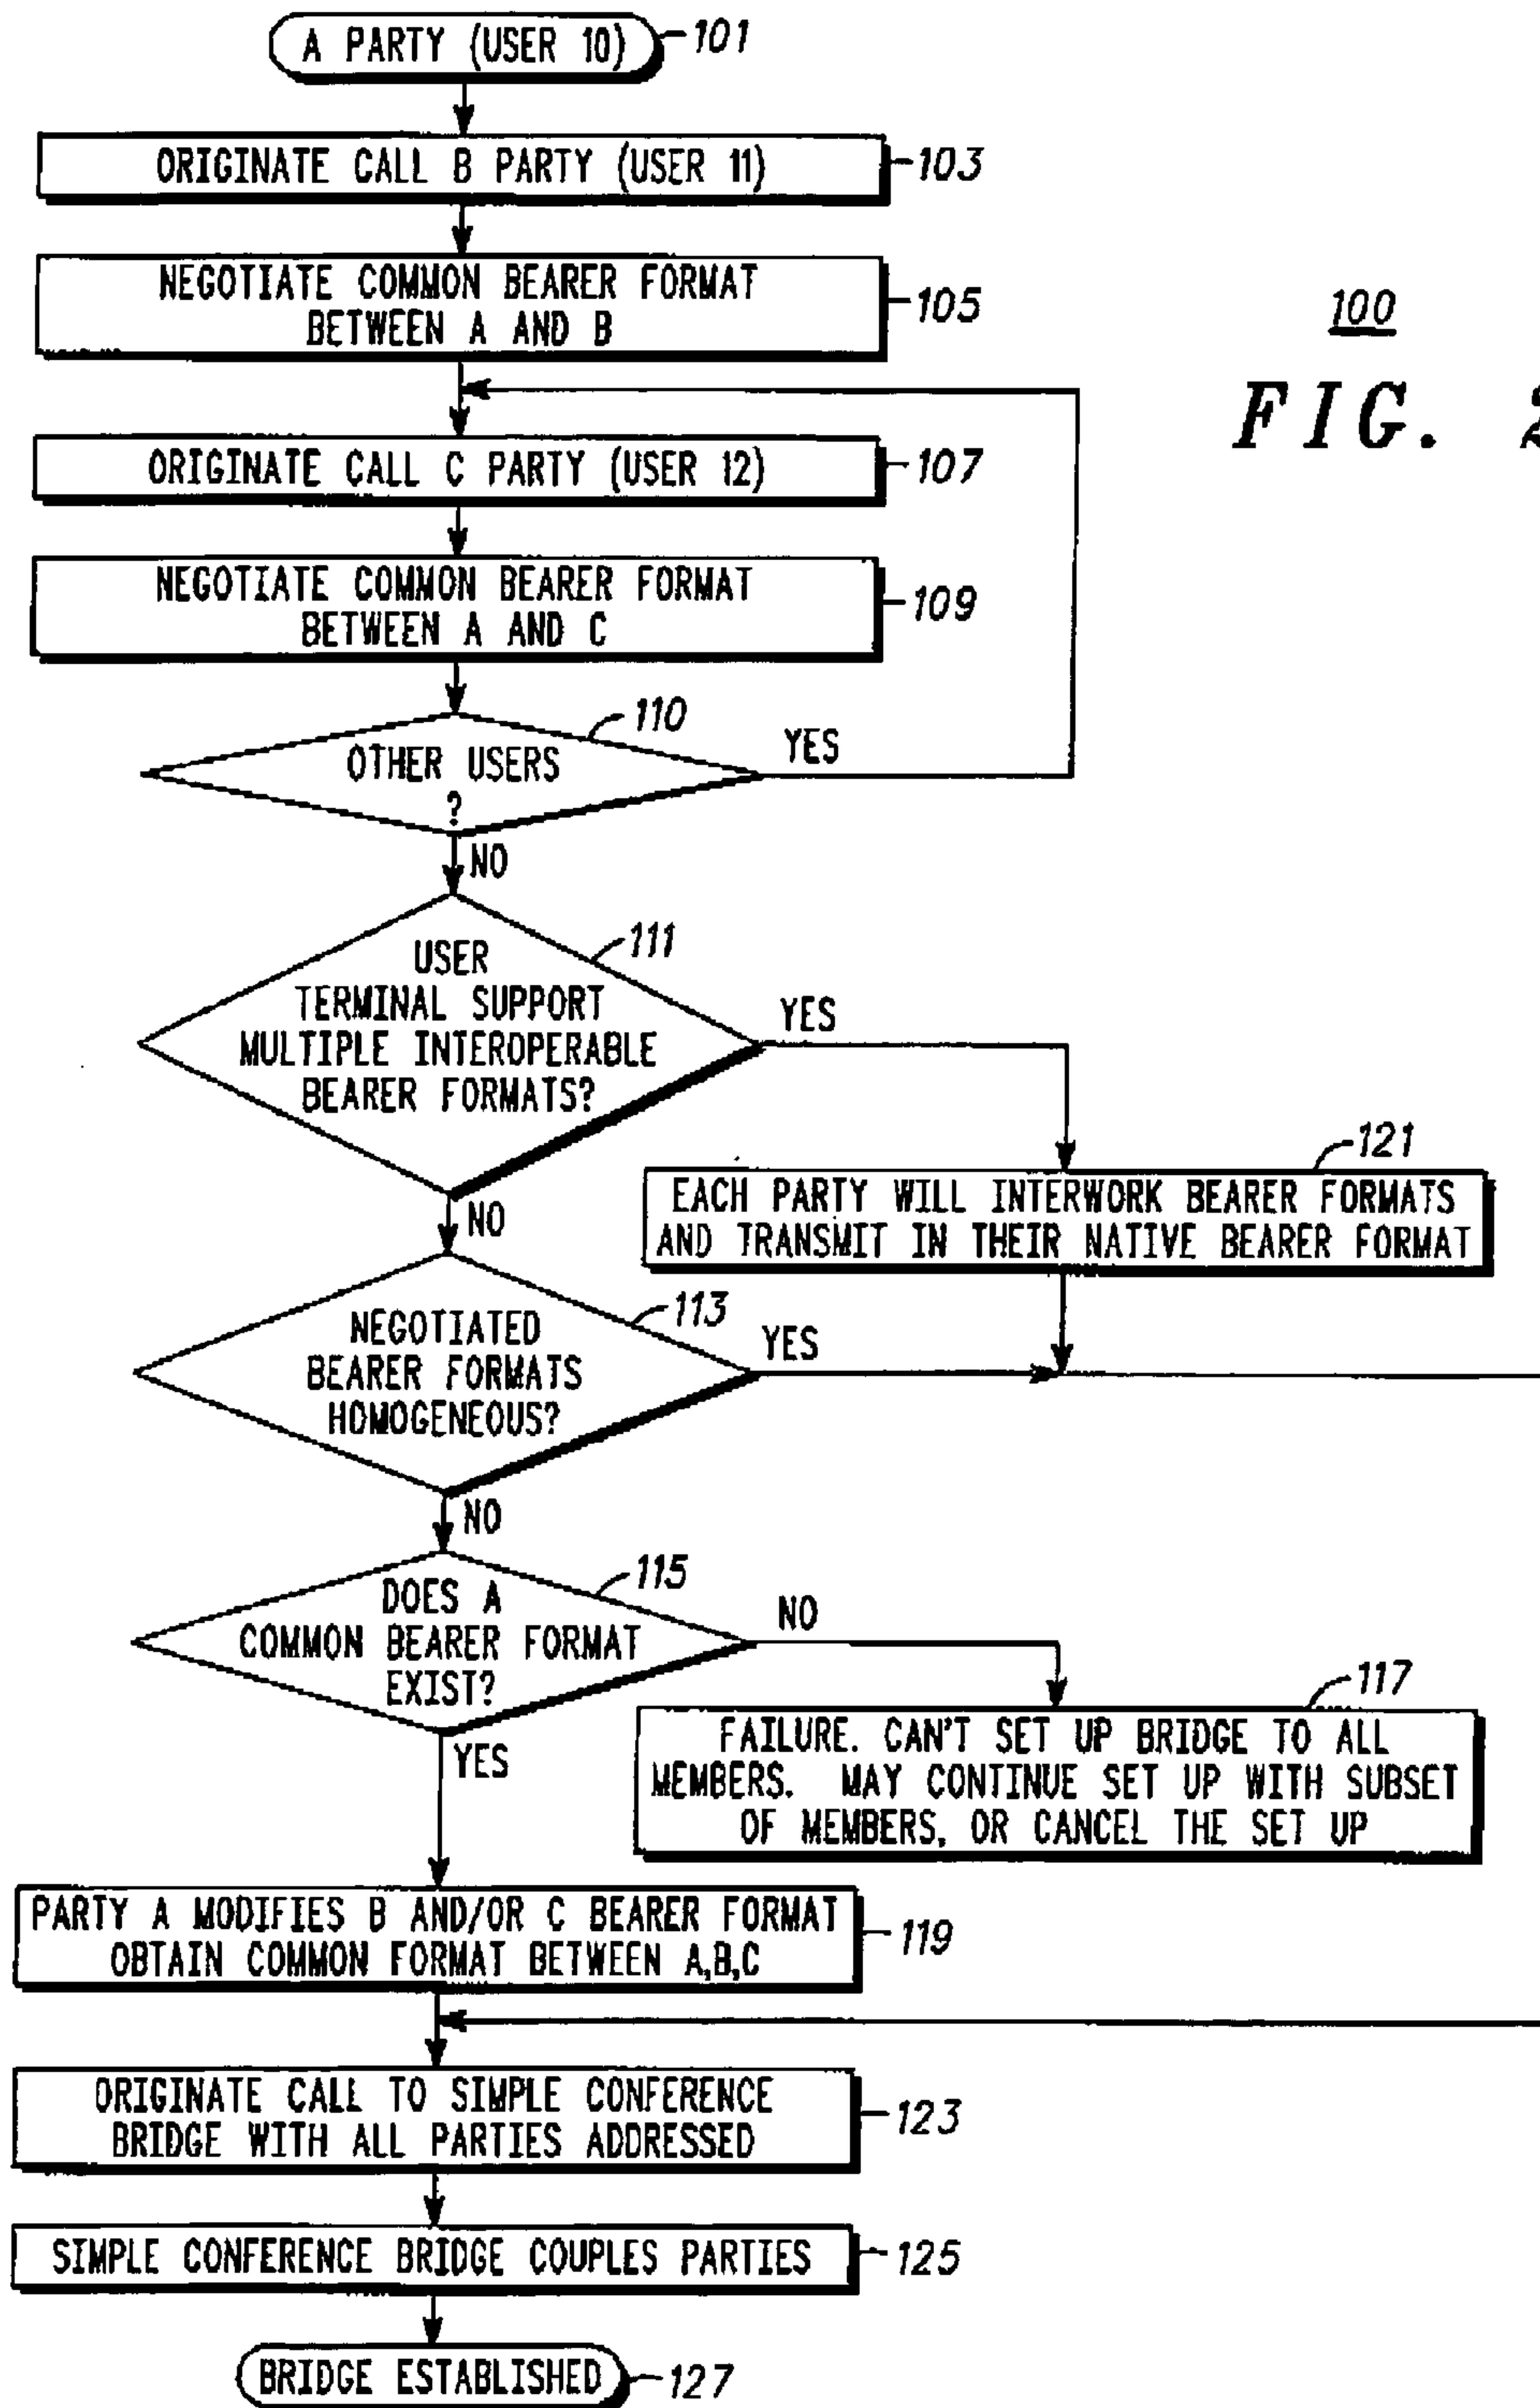 A PARTY (USER 10)
101
ORIGINATE CALL B PARTY (USER 11)
103
NEGOTIATE COMMON BEARER FORMAT
BETWEEN A AND B
105
100
FIG. 2
ORIGINATE CALL C PARTY (USER 12)
107
NEGOTIATE COMMON BEARER FORMAT
BETWEEN A AND C
109
110
OTHER USERS
?
YES
NO
111
USER
TERMINAL SUPPORT
MULTIPLE INTEROPERABLE
BEARER FORMATS?
YES
NO
121
EACH PARTY WILL INTERWORK BEARER FORMATS
AND TRANSMIT IN THEIR NATIVE BEARER FORMAT
113
NEGOTIATED
BEARER FORMATS
HOMOGENEOUS?
YES
NO
115
DOES A
COMMON BEARER FORMAT
EXIST?
NO
YES
117
FAILURE. CAN'T SET UP BRIDGE TO ALL
MEMBERS. MAY CONTINUE SET UP WITH SUBSET
OF MEMBERS, OR CANCEL THE SET UP
PARTY A MODIFIES B AND/OR C BEARER FORMAT
OBTAIN COMMON FORMAT BETWEEN A,B,C
119
ORIGINATE CALL TO SIMPLE CONFERENCE
BRIDGE WITH ALL PARTIES ADDRESSED
123
SIMPLE CONFERENCE BRIDGE COUPLES PARTIES
125
BRIDGE ESTABLISHED
127